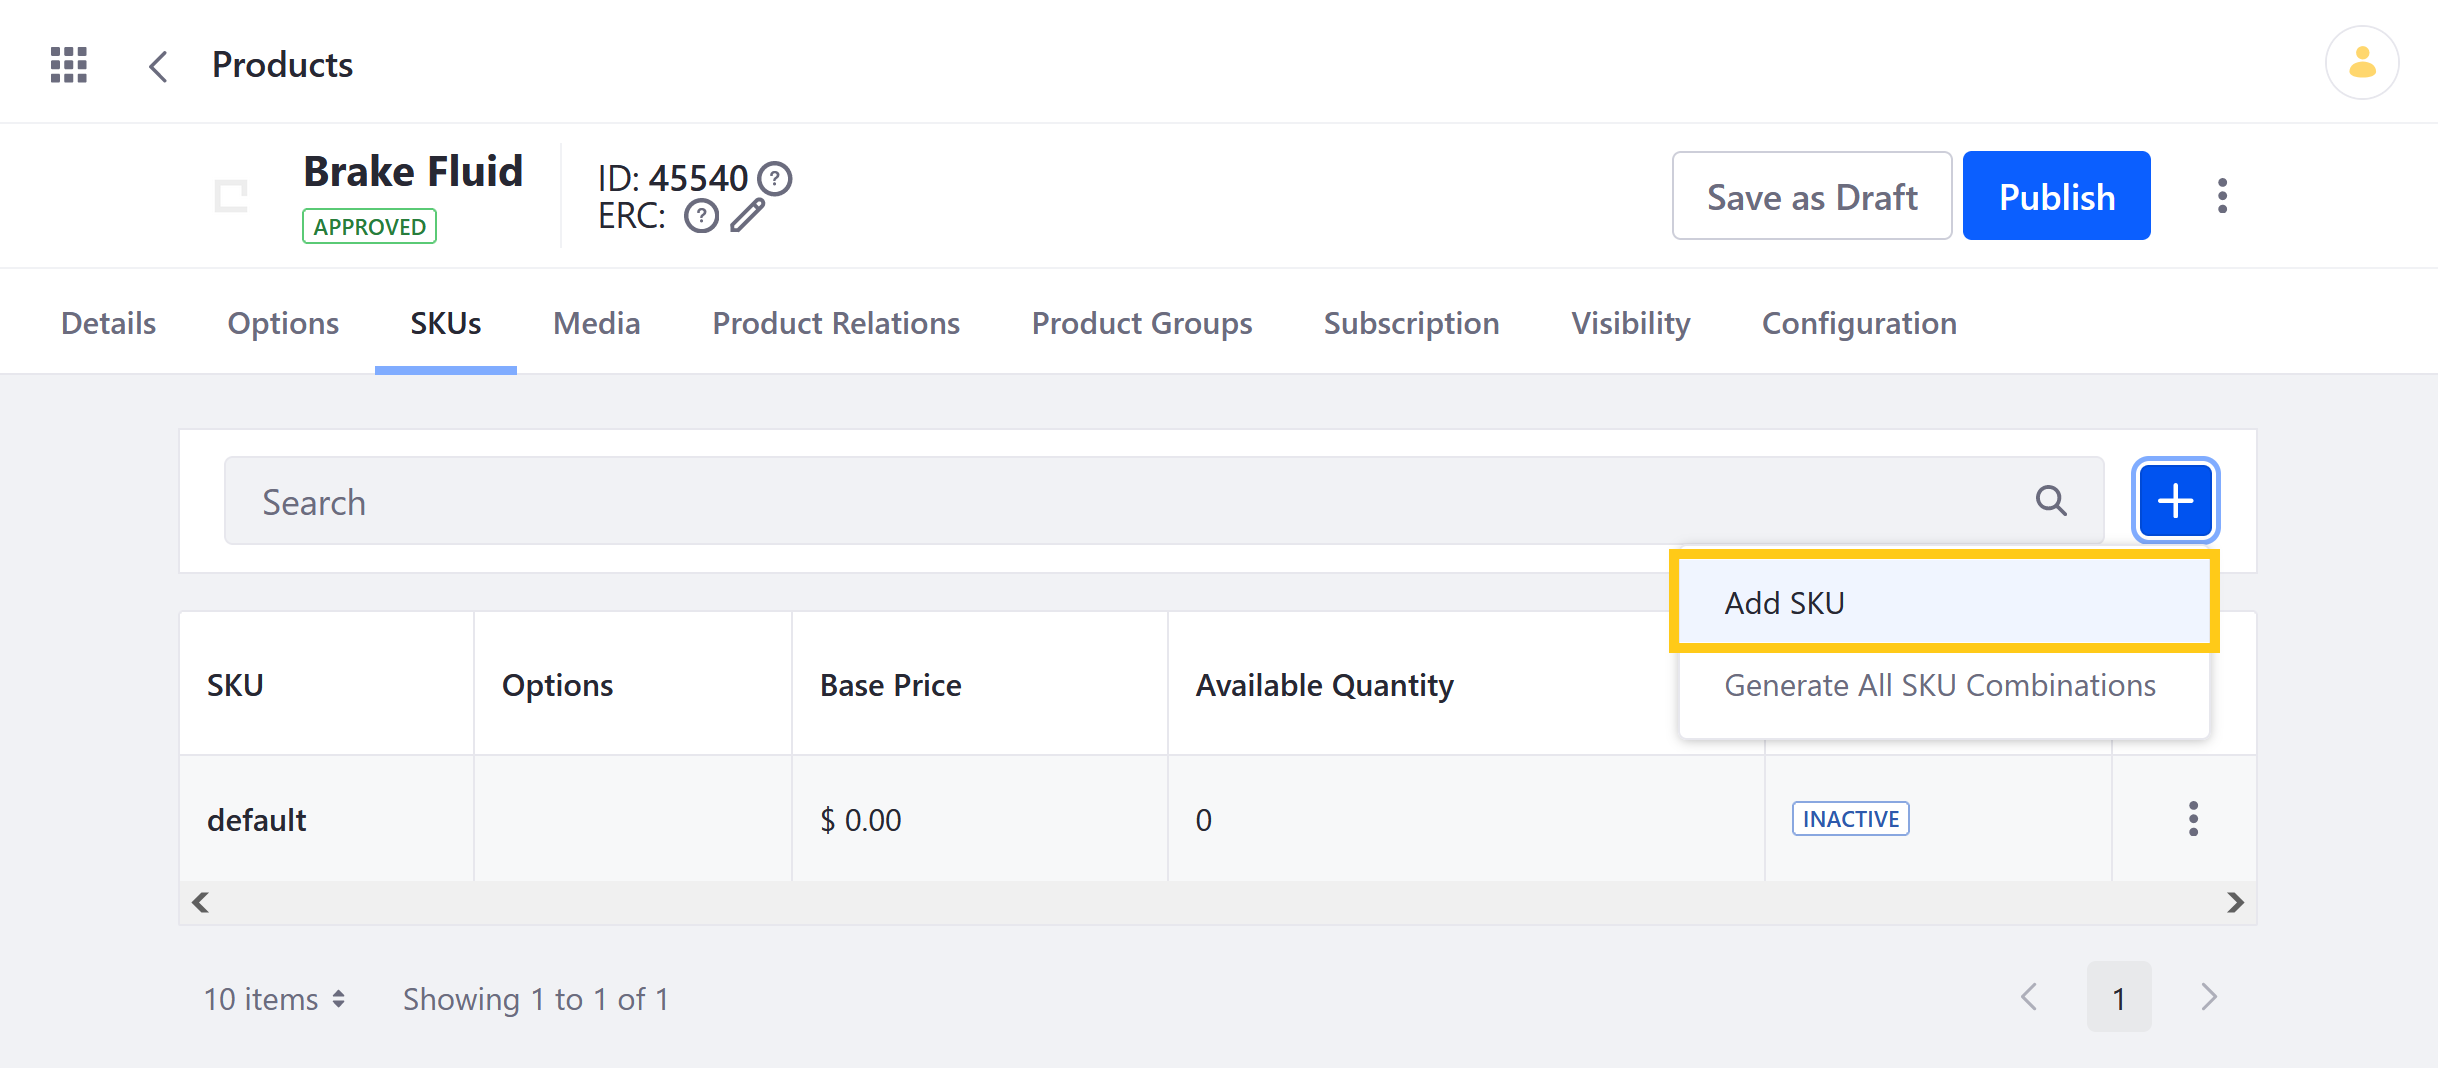 Products
Brake Fluid
APPROVED
ID: 45540 ?
ERC: ?
Save as Draft
Publish
Details Options SKUs Media Product Relations Product Groups Subscription Visibility Configuration
Search
Add SKU
Generate All SKU Combinations
SKU Options Base Price Available Quantity
default $ 0.00 0 INACTIVE
10 items Showing 1 to 1 of 1 1